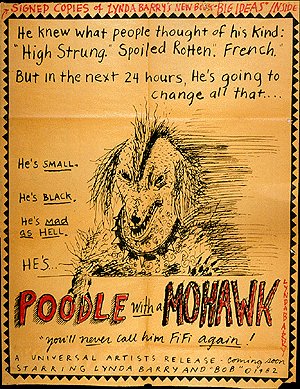 SIGNED COPIES of LYNDA BARRY'S NEW BOOK "BIG IDEAS" INSIDE
He knew what people thought of his kind:
"High Strung." Spoiled Rotten". French."
But in the next 24 hours, He's going to
change all that....
He's SMALL.
He's BLACK.
He's mad
as HELL.
HE'S...
POODLE with a MOHAWK
LYNDA BARRY
"you'll never call him FiFi again!
A UNIVERSAL ARTISTS RELEASE - coming soon
STARRING LYNDA BARRY AND "BOB" © 1982